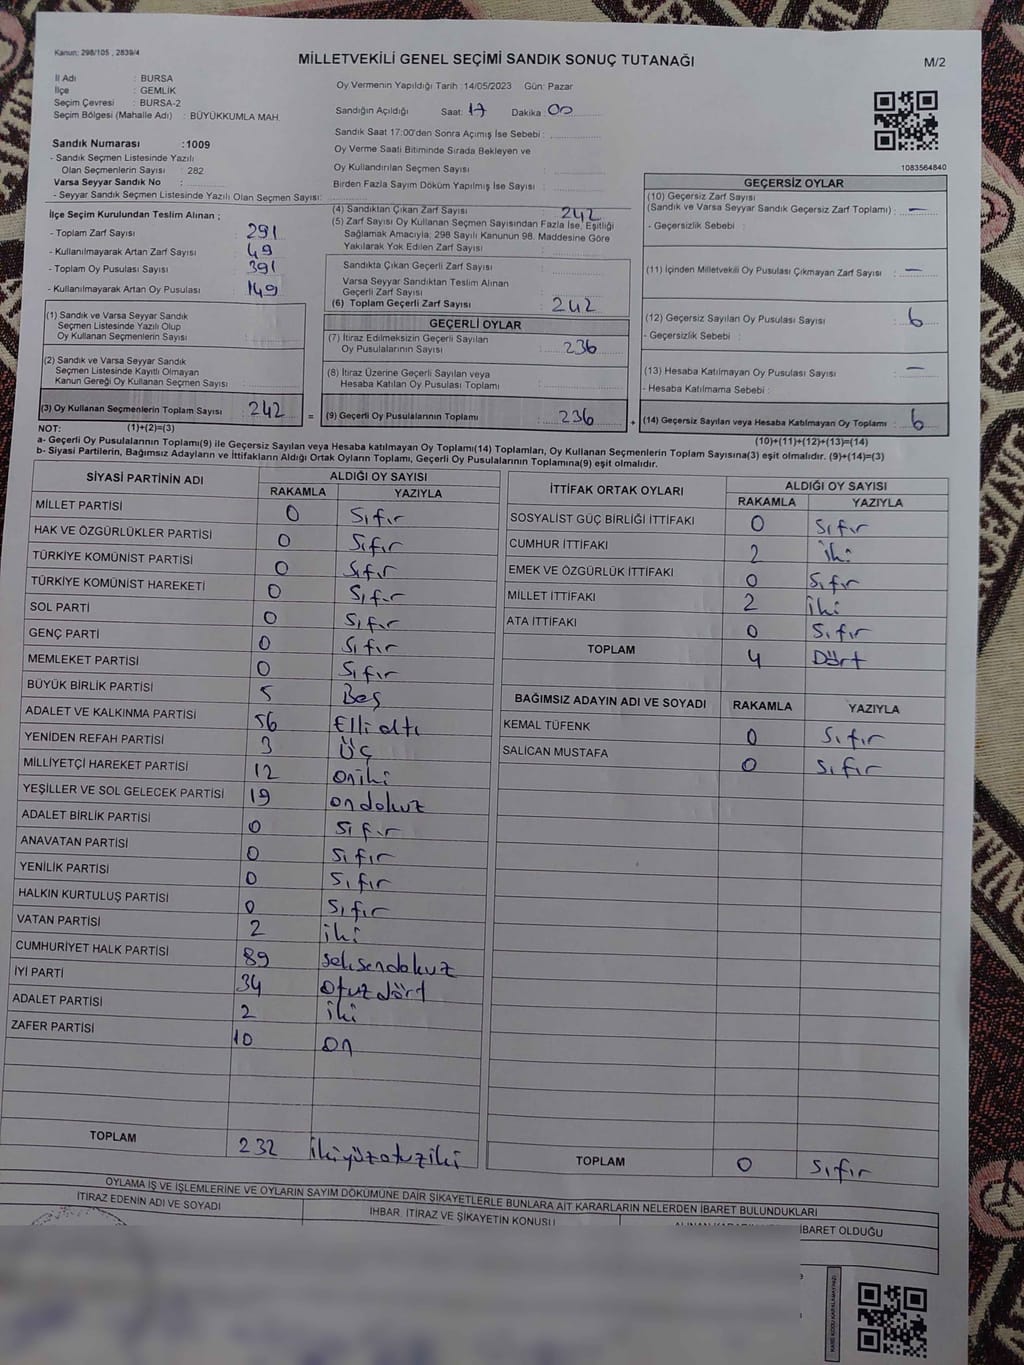 Kanun: 298/105 , 2839/4
MİLLETVEKİLİ GENEL SEÇİMİ SANDIK SONUÇ TUTANAĞI
M/2
İl Adı : BURSA
İlçe : GEMLİK
Seçim Çevresi : BURSA-2
Seçim Bölgesi (Mahalle Adı) : BÜYÜKKUMLA MAH.
Sandık Numarası :1009
- Sandık Seçmen Listesinde Yazılı
Olan Seçmenlerin Sayısı : 282
Varsa Seyyar Sandık No :
- Seyyar Sandık Seçmen Listesinde Yazılı Olan Seçmen Sayısı:
Oy Vermenin Yapıldığı Tarih :14/05/2023 Gün: Pazar
Sandığın Açıldığı Saat: 17 Dakika : 00
Sandık Saat 17:00'den Sonra Açımış İse Sebebi :
Oy Verme Saati Bitiminde Sırada Bekleyen ve
Oy Kullandırılan Seçmen Sayısı :
Birden Fazla Sayım Döküm Yapılmış İse Sayısı :
1083564840
İlçe Seçim Kurulundan Teslim Alınan ;
- Toplam Zarf Sayısı : 291
- Kullanılmayarak Artan Zarf Sayısı : 49
- Toplam Oy Pusulası Sayısı : 391
- Kullanılmayarak Artan Oy Pusulası : 149
(1) Sandık ve Varsa Seyyar Sandık
Seçmen Listesinde Yazılı Olup
Oy Kullanan Seçmenlerin Sayısı :
(2) Sandık ve Varsa Seyyar Sandık
Seçmen Listesinde Kayıtlı Olmayan
Kanun Gereği Oy Kullanan Seçmen Sayısı :
(3) Oy Kullanan Seçmenlerin Toplam Sayısı : 242
(1)+(2)=(3)
(4) Sandıktan Çıkan Zarf Sayısı : 242
(5) Zarf Sayısı Oy Kullanan Seçmen Sayısından Fazla İse, Eşitliği
Sağlamak Amacıyla; 298 Sayılı Kanunun 98. Maddesine Göre
Yakılarak Yok Edilen Zarf Sayısı :
Sandıkta Çıkan Geçerli Zarf Sayısı :
Varsa Seyyar Sandıktan Teslim Alınan
Geçerli Zarf Sayısı :
(6) Toplam Geçerli Zarf Sayısı : 242
GEÇERLİ OYLAR
(7) İtiraz Edilmeksizin Geçerli Sayılan
Oy Pusulalarının Sayısı : 236
(8) İtiraz Üzerine Geçerli Sayılan veya
Hesaba Katılan Oy Pusulası Toplamı :
= (9) Geçerli Oy Pusulalarının Toplamı : 236
GEÇERSİZ OYLAR
(10) Geçersiz Zarf Sayısı
(Sandık ve Varsa Seyyar Sandık Geçersiz Zarf Toplamı) : —
- Geçersizlik Sebebi :
(11) İçinden Milletvekili Oy Pusulası Çıkmayan Zarf Sayısı : —
(12) Geçersiz Sayılan Oy Pusulası Sayısı : 6
- Geçersizlik Sebebi :
(13) Hesaba Katılmayan Oy Pusulası Sayısı : —
- Hesaba Katılmama Sebebi :
+ (14) Geçersiz Sayılan veya Hesaba Katılmayan Oy Toplamı : 6
(10)+(11)+(12)+(13)=(14)
NOT:
a- Geçerli Oy Pusulalarının Toplamı(9) ile Geçersiz Sayılan veya Hesaba katılmayan Oy Toplamı(14) Toplamları, Oy Kullanan Seçmenlerin Toplam Sayısına(3) eşit olmalıdır. (9)+(14)=(3)
b- Siyasi Partilerin, Bağımsız Adayların ve İttifakların Aldığı Ortak Oyların Toplamı, Geçerli Oy Pusulalarının Toplamına(9) eşit olmalıdır.
SİYASİ PARTİNİN ADI ALDIĞI OY SAYISI
RAKAMLA YAZIYLA
MİLLET PARTİSİ 0 Sıfır
HAK VE ÖZGÜRLÜKLER PARTİSİ 0 Sıfır
TÜRKİYE KOMÜNİST PARTİSİ 0 Sıfır
TÜRKİYE KOMÜNİST HAREKETİ 0 Sıfır
SOL PARTİ 0 Sıfır
GENÇ PARTİ 0 Sıfır
MEMLEKET PARTİSİ 0 Sıfır
BÜYÜK BİRLİK PARTİSİ 5 Beş
ADALET VE KALKINMA PARTİSİ 56 Elli altı
YENİDEN REFAH PARTİSİ 3 Üç
MİLLİYETÇİ HAREKET PARTİSİ 12 oniki
YEŞİLLER VE SOL GELECEK PARTİSİ 19 ondokuz
ADALET BİRLİK PARTİSİ 0 Sıfır
ANAVATAN PARTİSİ 0 Sıfır
YENİLİK PARTİSİ 0 Sıfır
HALKIN KURTULUŞ PARTİSİ 0 Sıfır
VATAN PARTİSİ 2 iki
CUMHURİYET HALK PARTİSİ 89 seksendokuz
İYİ PARTİ 34 otuzdört
ADALET PARTİSİ 2 iki
ZAFER PARTİSİ 10 on
TOPLAM 232 ikiyüzotuziki
İTTİFAK ORTAK OYLARI ALDIĞI OY SAYISI
RAKAMLA YAZIYLA
SOSYALİST GÜÇ BİRLİĞİ İTTİFAKI 0 Sıfır
CUMHUR İTTİFAKI 2 iki
EMEK VE ÖZGÜRLÜK İTTİFAKI 0 Sıfır
MİLLET İTTİFAKI 2 iki
ATA İTTİFAKI 0 Sıfır
TOPLAM 4 Dört
BAĞIMSIZ ADAYIN ADI VE SOYADI RAKAMLA YAZIYLA
KEMAL TÜFENK 0 Sıfır
SALİCAN MUSTAFA 0 Sıfır
TOPLAM 0 Sıfır
OYLAMA İŞ VE İŞLEMLERİNE VE OYLARIN SAYIM DÖKÜMÜNE DAİR ŞİKAYETLERLE BUNLARA AİT KARARLARIN NELERDEN İBARET BULUNDUKLARI
İTİRAZ EDENİN ADI VE SOYADI
İHBAR, İTİRAZ VE ŞİKAYETİN KONUSU
İBARET OLDUĞU